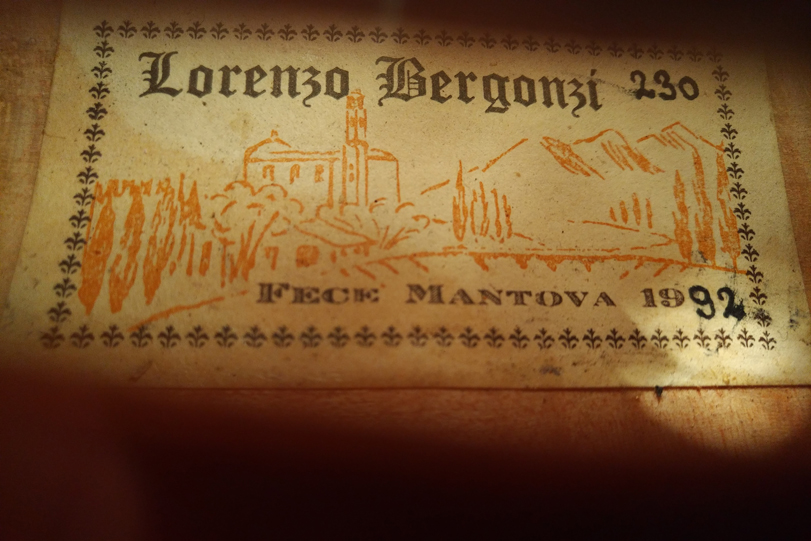 Lorenzo Bergonzi 230
FECE MANTOVA 1992